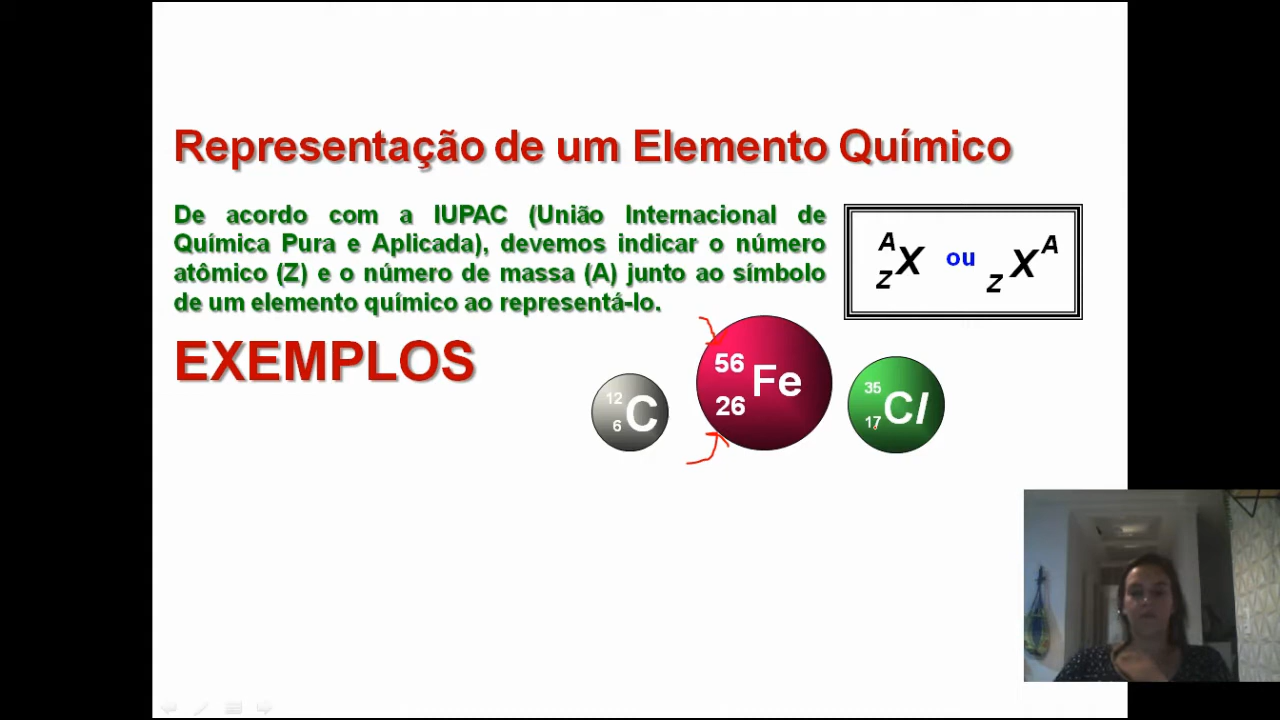 Representação de um Elemento Químico
De acordo com a IUPAC (União Internacional de
Química Pura e Aplicada), devemos indicar o número
atômico (Z) e o número de massa (A) junto ao símbolo
de um elemento químico ao representá-lo.
A
Z X ou Z X A
EXEMPLOS
12
6 C
56
26 Fe
35
17 Cl